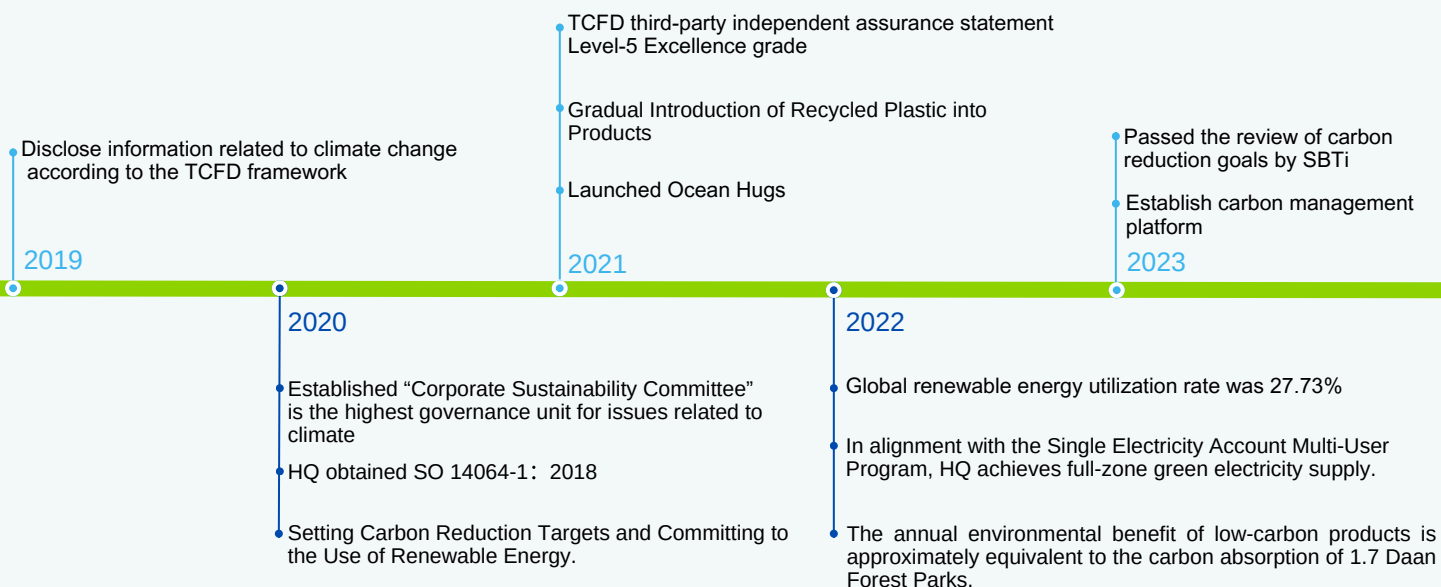 2019
Disclose information related to climate change
according to the TCFD framework
2020
Established “Corporate Sustainability Committee”
is the highest governance unit for issues related to
climate
HQ obtained SO 14064-1：2018
Setting Carbon Reduction Targets and Committing to
the Use of Renewable Energy.
2021
TCFD third-party independent assurance statement
Level-5 Excellence grade
Gradual Introduction of Recycled Plastic into
Products
Launched Ocean Hugs
2022
Global renewable energy utilization rate was 27.73%
In alignment with the Single Electricity Account Multi-User
Program, HQ achieves full-zone green electricity supply.
The annual environmental benefit of low-carbon products is
approximately equivalent to the carbon absorption of 1.7 Daan
Forest Parks.
2023
Passed the review of carbon
reduction goals by SBTi
Establish carbon management
platform